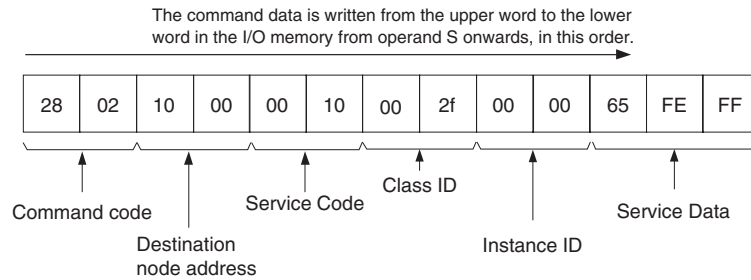 The command data is written from the upper word to the lower
word in the I/O memory from operand S onwards, in this order.
28 02 10 00 00 10 00 2f 00 00 65 FE FF
Command code
Destination
node address
Service Code
Class ID
Instance ID
Service Data